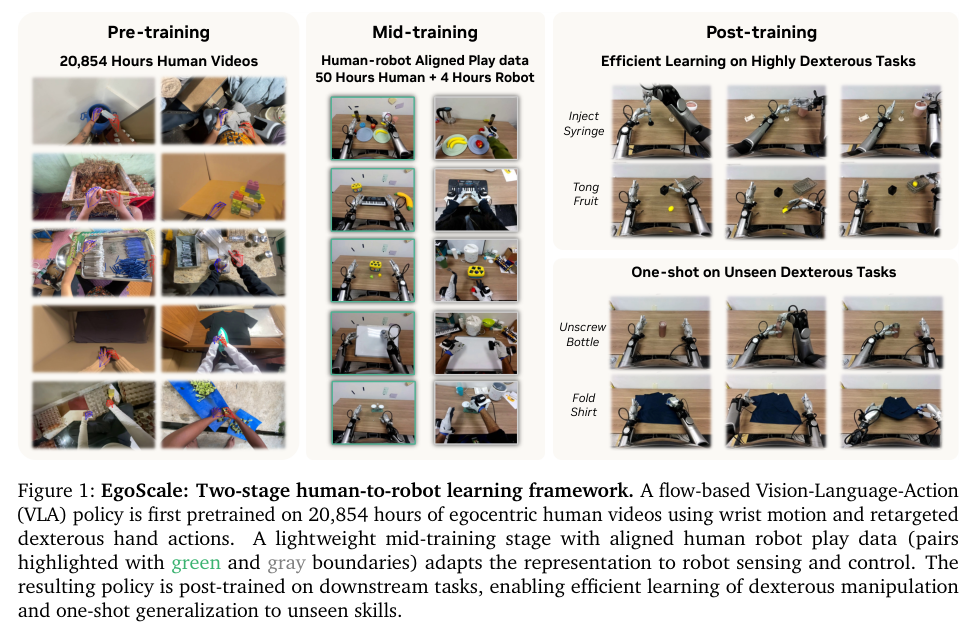 Pre-training
20,854 Hours Human Videos
Mid-training
Human-robot Aligned Play data
50 Hours Human + 4 Hours Robot
Post-training
Efficient Learning on Highly Dexterous Tasks
Inject
Syringe
Tong
Fruit
One-shot on Unseen Dexterous Tasks
Unscrew
Bottle
Fold
Shirt
Figure 1: EgoScale: Two-stage human-to-robot learning framework. A flow-based Vision-Language-Action
(VLA) policy is first pretrained on 20,854 hours of egocentric human videos using wrist motion and retargeted
dexterous hand actions. A lightweight mid-training stage with aligned human robot play data (pairs
highlighted with green and gray boundaries) adapts the representation to robot sensing and control. The
resulting policy is post-trained on downstream tasks, enabling efficient learning of dexterous manipulation
and one-shot generalization to unseen skills.